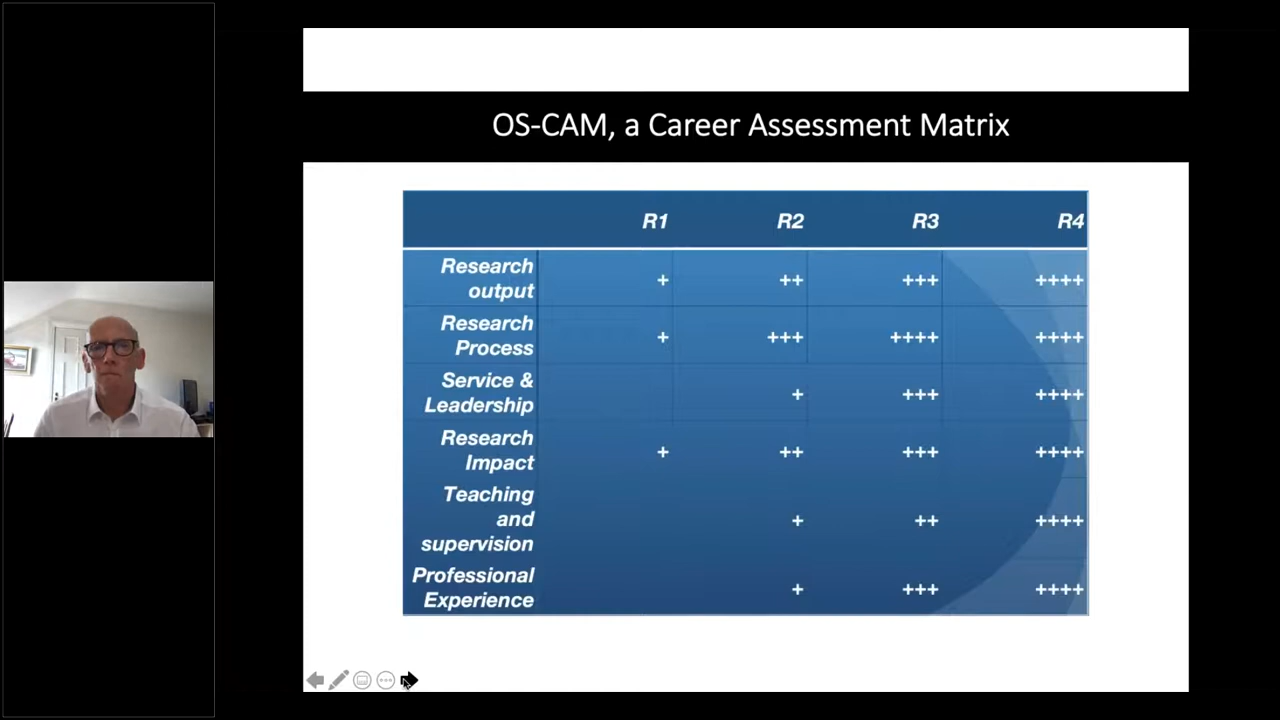 OS-CAM, a Career Assessment Matrix
R1 R2 R3 R4
Research
output
+ ++ +++ ++++
Research
Process
+ +++ ++++ ++++
Service &
Leadership
+ +++ ++++
Research
Impact
+ ++ +++ ++++
Teaching
and
supervision
+ ++ ++++
Professional
Experience
+ +++ ++++